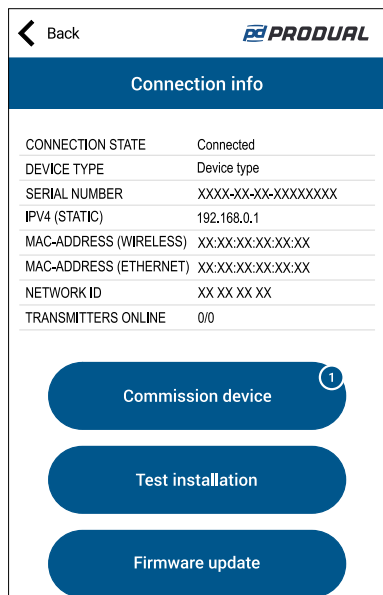 Back
pd PRODUAL
Connection info
CONNECTION STATE Connected
DEVICE TYPE Device type
SERIAL NUMBER XXXX-XX-XX-XXXXXXXX
IPV4 (STATIC) 192.168.0.1
MAC-ADDRESS (WIRELESS) XX:XX:XX:XX:XX:XX
MAC-ADDRESS (ETHERNET) XX:XX:XX:XX:XX:XX
NETWORK ID XX XX XX XX
TRANSMITTERS ONLINE 0/0
1
Commission device
Test installation
Firmware update